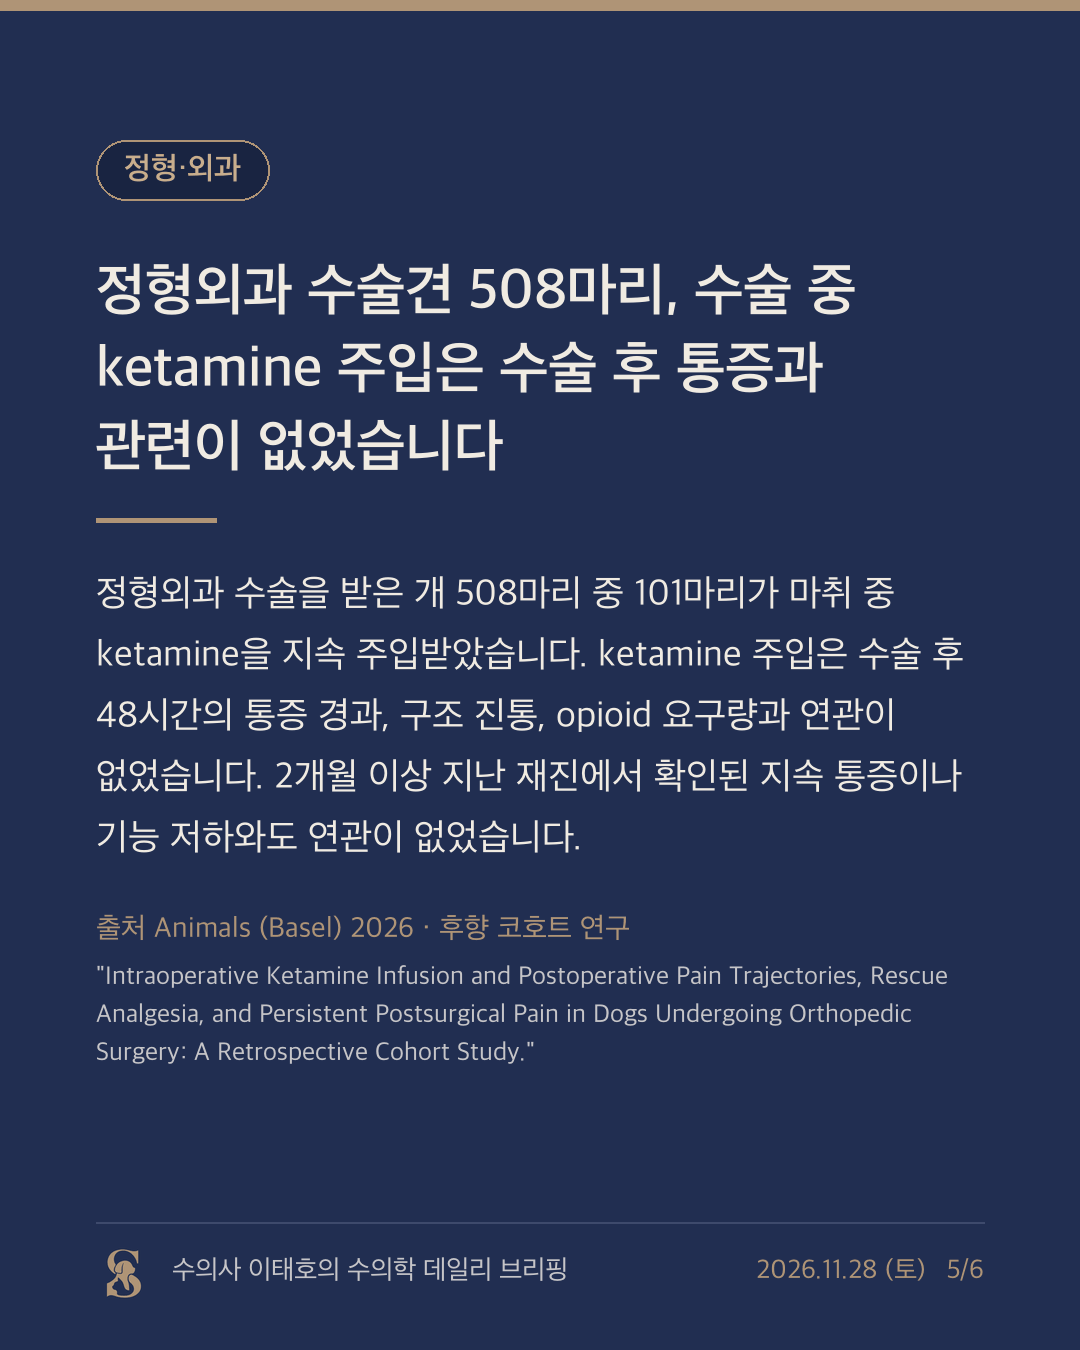 정형·외과
정형외과 수술견 508마리, 수술 중
ketamine 주입은 수술 후 통증과
관련이 없었습니다
정형외과 수술을 받은 개 508마리 중 101마리가 마취 중
ketamine을 지속 주입받았습니다. ketamine 주입은 수술 후
48시간의 통증 경과, 구조 진통, opioid 요구량과 연관이
없었습니다. 2개월 이상 지난 재진에서 확인된 지속 통증이나
기능 저하와도 연관이 없었습니다.
출처 Animals (Basel) 2026 · 후향 코호트 연구
"Intraoperative Ketamine Infusion and Postoperative Pain Trajectories, Rescue
Analgesia, and Persistent Postsurgical Pain in Dogs Undergoing Orthopedic
Surgery: A Retrospective Cohort Study."
S 수의사 이태호의 수의학 데일리 브리핑 2026.11.28 (토) 5/6